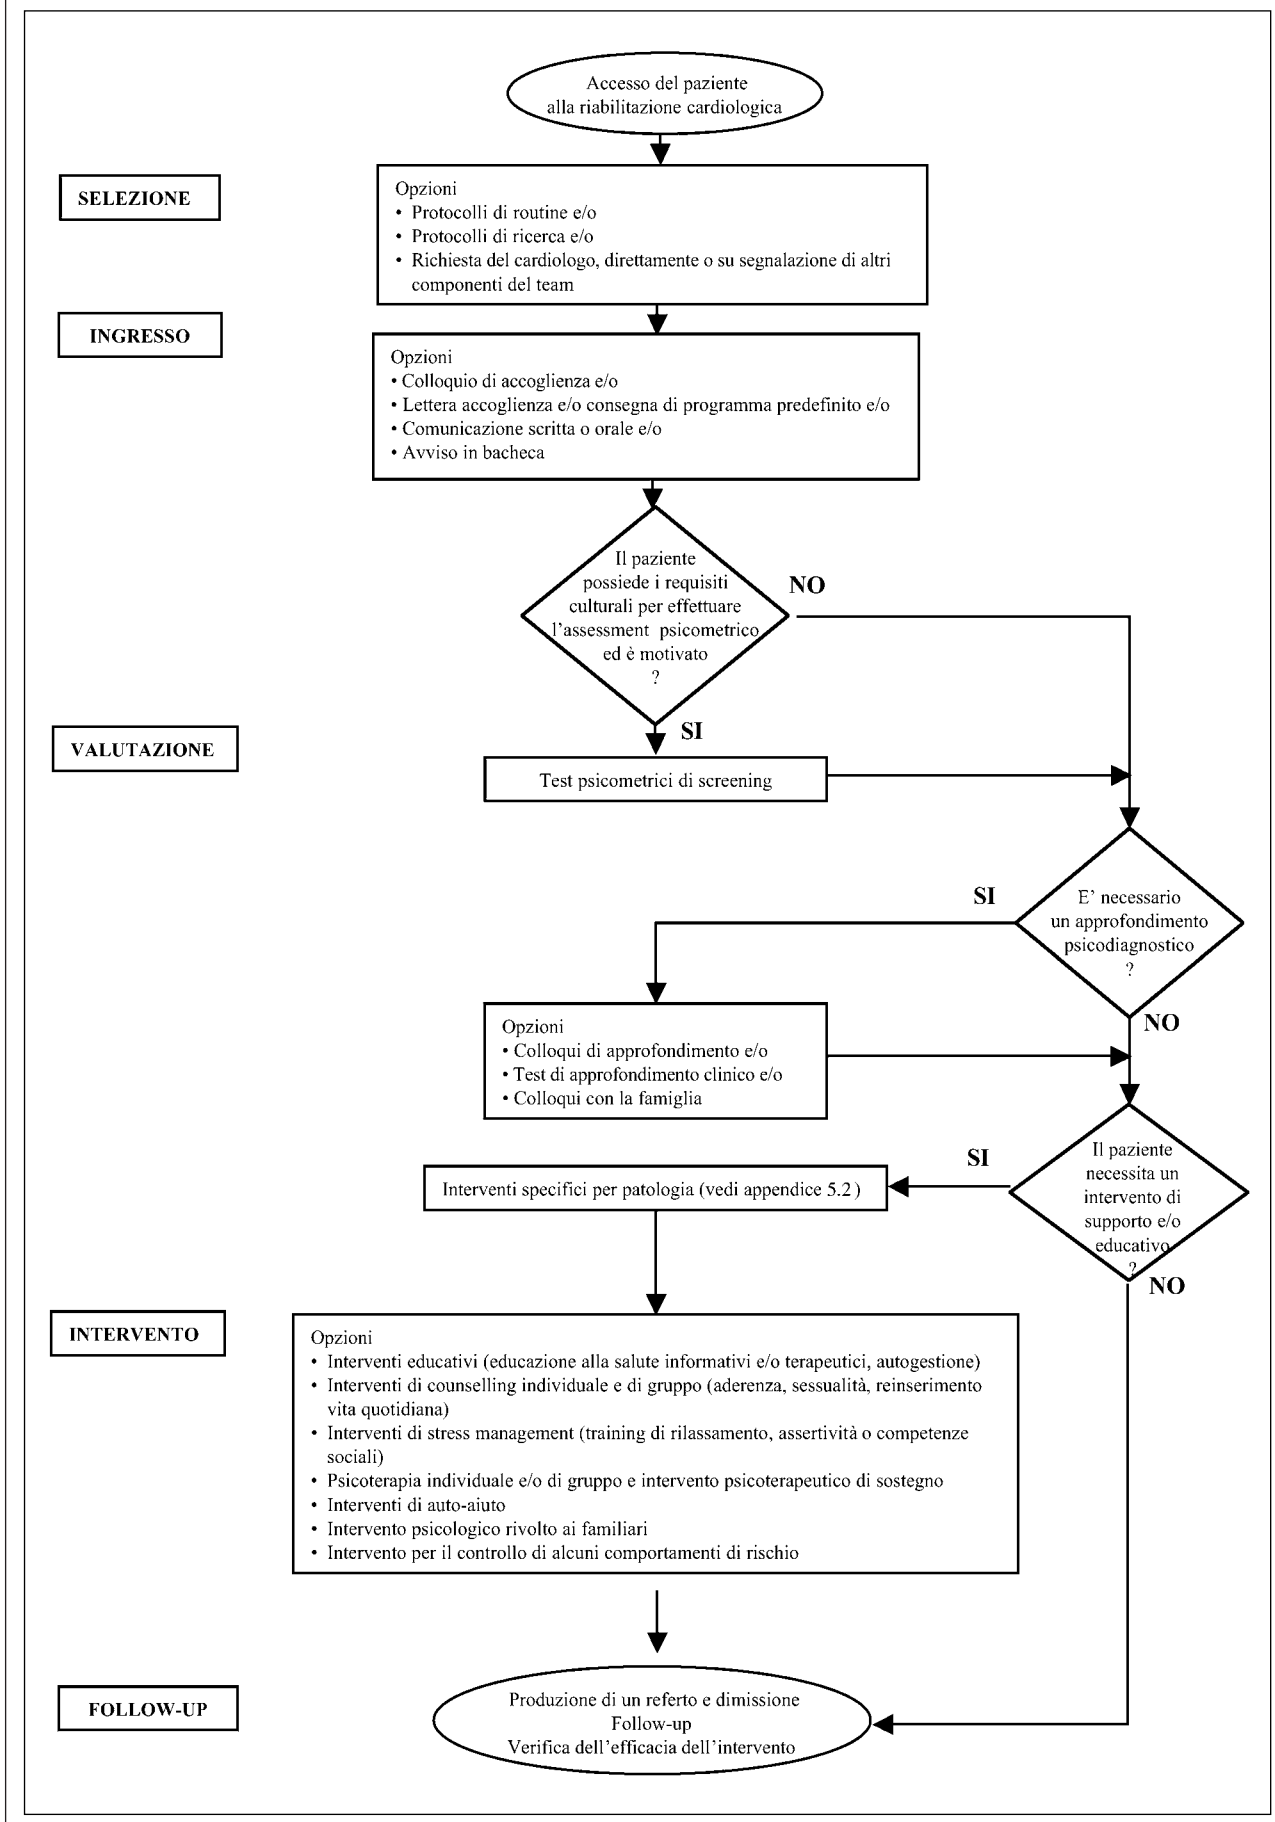 Accesso del paziente
alla riabilitazione cardiologica
SELEZIONE
Opzioni
• Protocolli di routine e/o
• Protocolli di ricerca e/o
• Richiesta del cardiologo, direttamente o su segnalazione di altri
componenti del team
INGRESSO
Opzioni
• Colloquio di accoglienza e/o
• Lettera accoglienza e/o consegna di programma predefinito e/o
• Comunicazione scritta o orale e/o
• Avviso in bacheca
Il paziente
possiede i requisiti
culturali per effettuare
l'assessment psicometrico
ed è motivato
?
NO
SI
VALUTAZIONE
Test psicometrici di screening
E' necessario
un approfondimento
psicodiagnostico
?
SI
NO
Opzioni
• Colloqui di approfondimento e/o
• Test di approfondimento clinico e/o
• Colloqui con la famiglia
Il paziente
necessita un
intervento di
supporto e/o
educativo
?
SI
NO
Interventi specifici per patologia (vedi appendice 5.2)
INTERVENTO
Opzioni
• Interventi educativi (educazione alla salute informativi e/o terapeutici, autogestione)
• Interventi di counselling individuale e di gruppo (aderenza, sessualità, reinserimento
vita quotidiana)
• Interventi di stress management (training di rilassamento, assertività o competenze
sociali)
• Psicoterapia individuale e/o di gruppo e intervento psicoterapeutico di sostegno
• Interventi di auto-aiuto
• Intervento psicologico rivolto ai familiari
• Intervento per il controllo di alcuni comportamenti di rischio
FOLLOW-UP
Produzione di un referto e dimissione
Follow-up
Verifica dell'efficacia dell'intervento